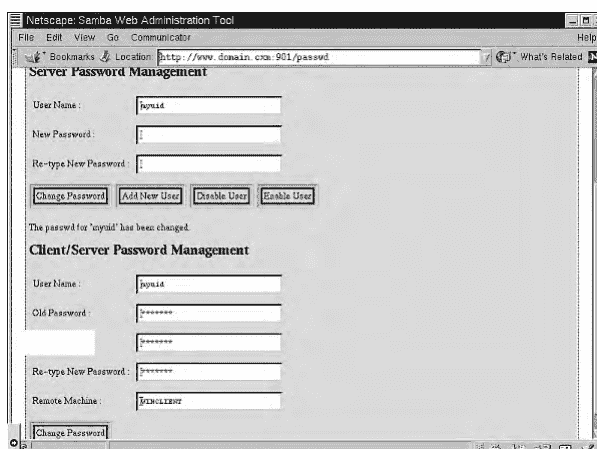 Netscape: Samba Web Administration Tool
File Edit View Go Communicator Help
Bookmarks Location: http://www.domain.cxm:901/passwd What's Related
Server Password Management
User Name : myuid
New Password :
Re-type New Password :
Change Password Add New User Disable User Enable User
The passwd for 'myuid' has been changed.
Client/Server Password Management
User Name : myuid
Old Password : *******
*******
Re-type New Password : *******
Remote Machine : WINCLIENT
Change Password